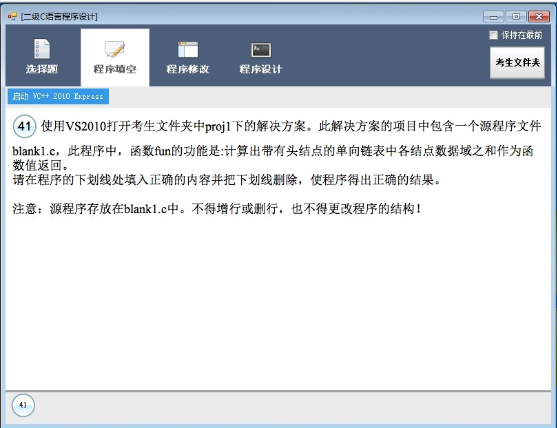 [二级C语言程序设计]
保持在最前
选择题
程序填空
程序修改
程序设计
考生文件夹
启动 VC++ 2010 Express
41 使用VS2010打开考生文件夹中proj1下的解决方案。此解决方案的项目中包含一个源程序文件
blank1.c，此程序中，函数fun的功能是:计算出带有头结点的单向链表中各结点数据域之和作为函
数值返回。
请在程序的下划线处填入正确的内容并把下划线删除，使程序得出正确的结果。
注意：源程序存放在blank1.c中。不得增行或删行，也不得更改程序的结构！
41